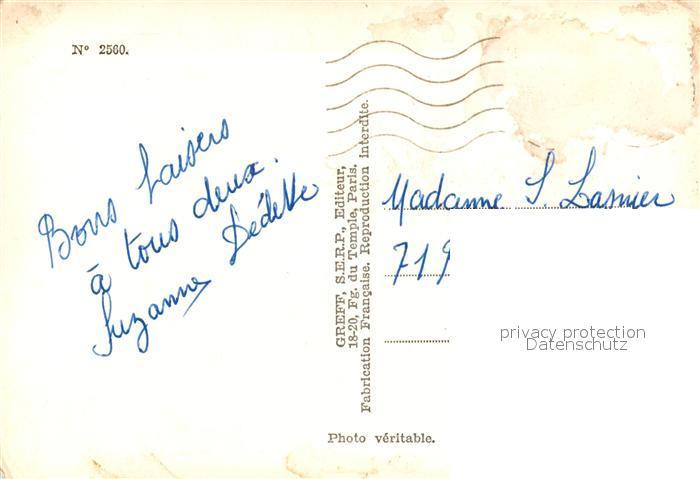 N° 2560.
Bons baisers
à tous deux.
Suzanne Dédette
GREFF, S.E.R.P., Editeur,
18-20, Fg. du Temple, Paris.
Fabrication Française. Reproduction interdite.
Madame S. Lasnier
719
privacy protection
Datenschutz
Photo véritable.